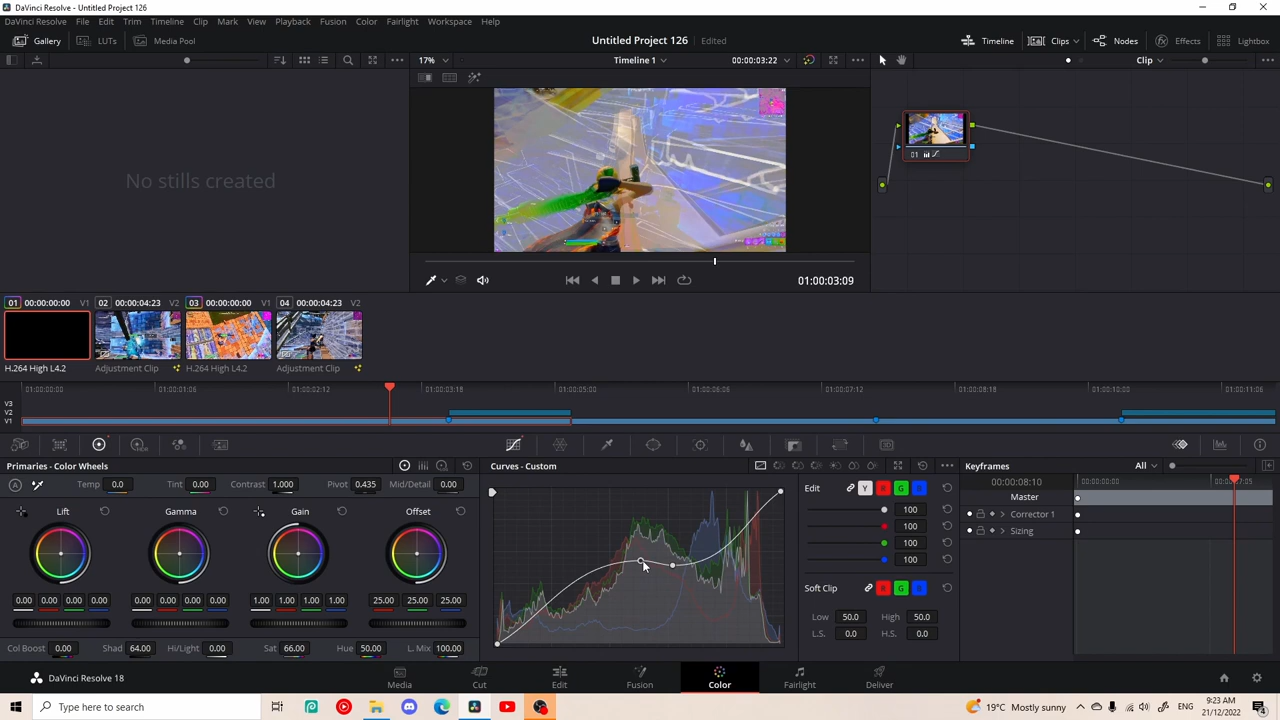 DaVinci Resolve - Untitled Project 126
DaVinci Resolve File Edit Trim Timeline Clip Mark View Playback Fusion Color Fairlight Workspace Help
Gallery LUTs Media Pool Untitled Project 126 Edited Timeline Clips Nodes Effects Lightbox
17% Timeline 1 00:00:03:22 Clip
No stills created
01
01:00:03:09
01 00:00:00:00 V1 02 00:00:04:23 V2 03 00:00:00:00 V1 04 00:00:04:23 V2
H.264 High L4.2 Adjustment Clip H.264 High L4.2 Adjustment Clip
01:00:00:00 01:00:01:06 01:00:02:12 01:00:03:18 01:00:05:00 01:00:06:06 01:00:07:12 01:00:08:18 01:00:10:00 01:00:11:06
V3
V2
V1
Primaries - Color Wheels Curves - Custom Keyframes All
Temp 0.0 Tint 0.00 Contrast 1.000 Pivot 0.435 Mid/Detail 0.00 Edit Y R G B 00:00:08:10 00:00:00:00
Lift Gamma Gain Offset 100 Master
100 Corrector 1
100 Sizing
100
Soft Clip R G B
0.00 0.00 0.00 0.00 0.00 0.00 0.00 0.00 1.00 1.00 1.00 1.00 25.00 25.00 25.00 Low 50.0 High 50.0
L.S. 0.0 H.S. 0.0
Col Boost 0.00 Shad 64.00 Hi/Light 0.00 Sat 66.00 Hue 50.00 L. Mix 100.00
DaVinci Resolve 18 Media Cut Edit Fusion Color Fairlight Deliver
Type here to search 19°C Mostly sunny ENG 9:23 AM
21/12/2022 4